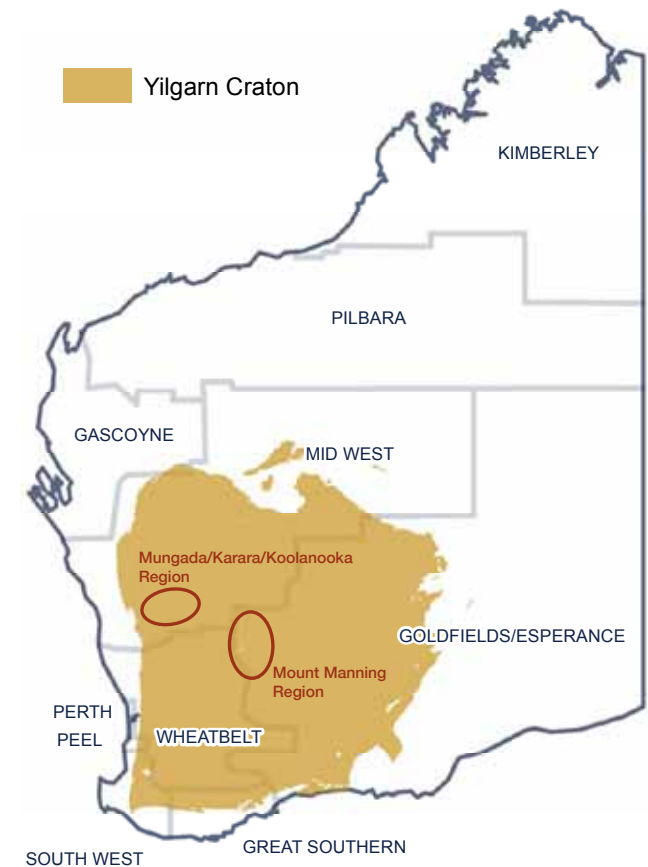 Yilgarn Craton
KIMBERLEY
PILBARA
GASCOYNE
MID WEST
Mungada/Karara/Koolanooka
Region
GOLDFIELDS/ESPERANCE
Mount Manning
Region
PERTH
PEEL
WHEATBELT
GREAT SOUTHERN
SOUTH WEST